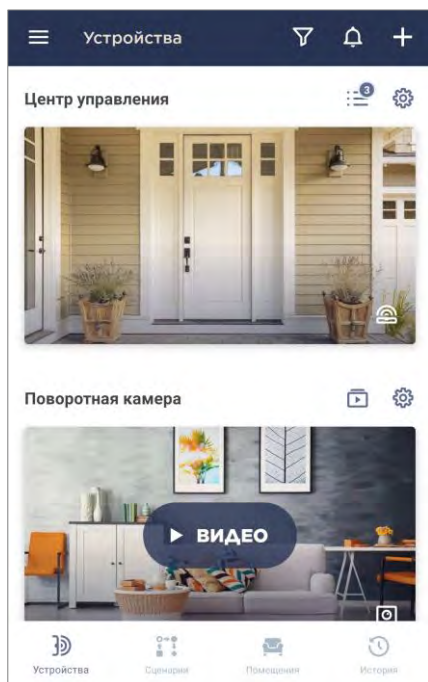 Устройства
Центр управления
3
Поворотная камера
ВИДЕО
Устройства
Сценарии
Помещения
История